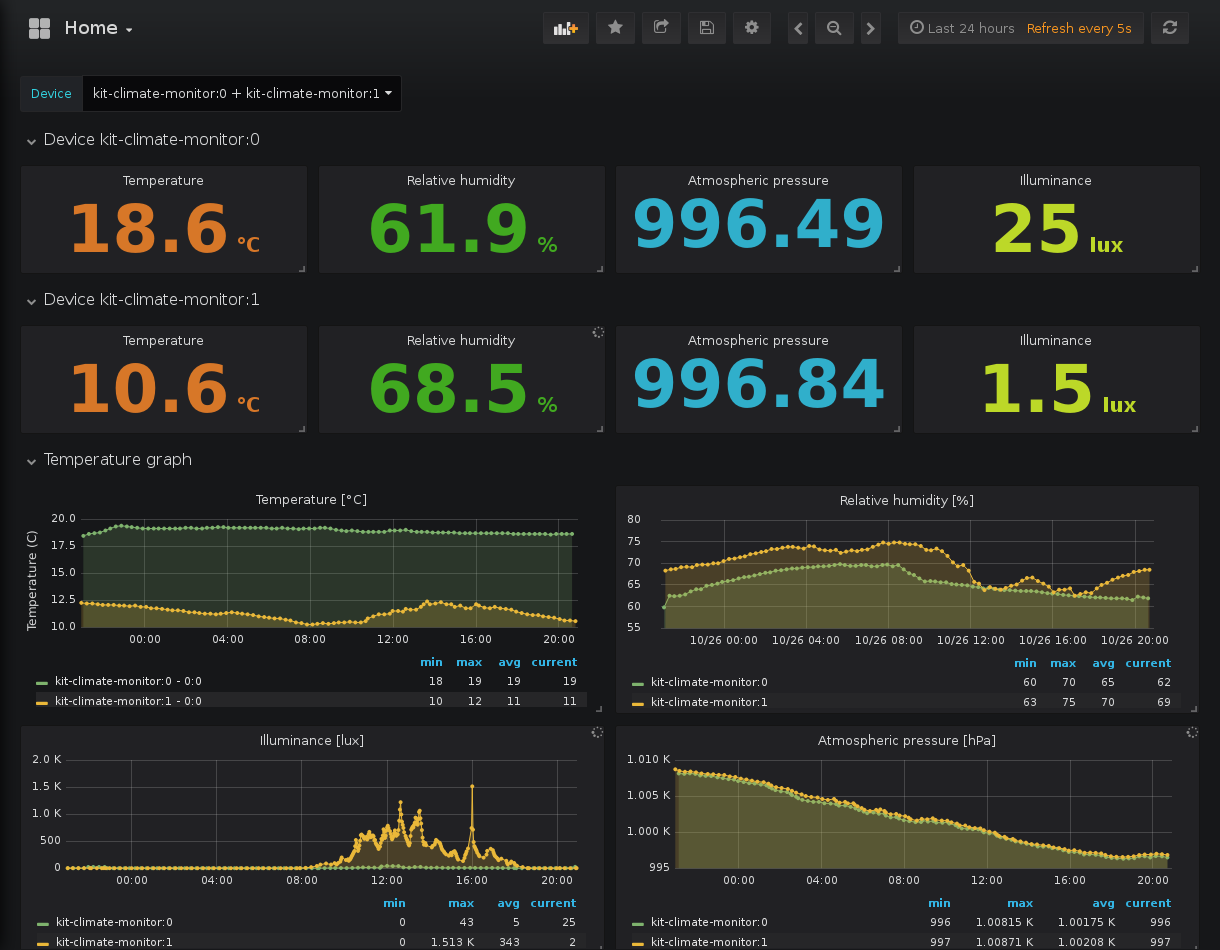 Home
Last 24 hours Refresh every 5s
Device kit-climate-monitor:0 + kit-climate-monitor:1
Device kit-climate-monitor:0
Temperature Relative humidity Atmospheric pressure Illuminance
18.6 °C 61.9 % 996.49 25 lux
Device kit-climate-monitor:1
Temperature Relative humidity Atmospheric pressure Illuminance
10.6 °C 68.5 % 996.84 1.5 lux
Temperature graph
Temperature [°C]
Temperature (C)
20.0
17.5
15.0
12.5
10.0
00:00 04:00 08:00 12:00 16:00 20:00
min max avg current
kit-climate-monitor:0 - 0:0 18 19 19 19
kit-climate-monitor:1 - 0:0 10 12 11 11
Relative humidity [%]
80
75
70
65
60
55
10/26 00:00 10/26 04:00 10/26 08:00 10/26 12:00 10/26 16:00 10/26 20:00
min max avg current
kit-climate-monitor:0 60 70 65 62
kit-climate-monitor:1 63 75 70 69
Illuminance [lux]
2.0 K
1.5 K
1.0 K
500
0
00:00 04:00 08:00 12:00 16:00 20:00
min max avg current
kit-climate-monitor:0 0 43 5 25
kit-climate-monitor:1 0 1.513 K 343 2
Atmospheric pressure [hPa]
1.010 K
1.005 K
1.000 K
995
00:00 04:00 08:00 12:00 16:00 20:00
min max avg current
kit-climate-monitor:0 996 1.00815 K 1.00175 K 996
kit-climate-monitor:1 997 1.00871 K 1.00208 K 997